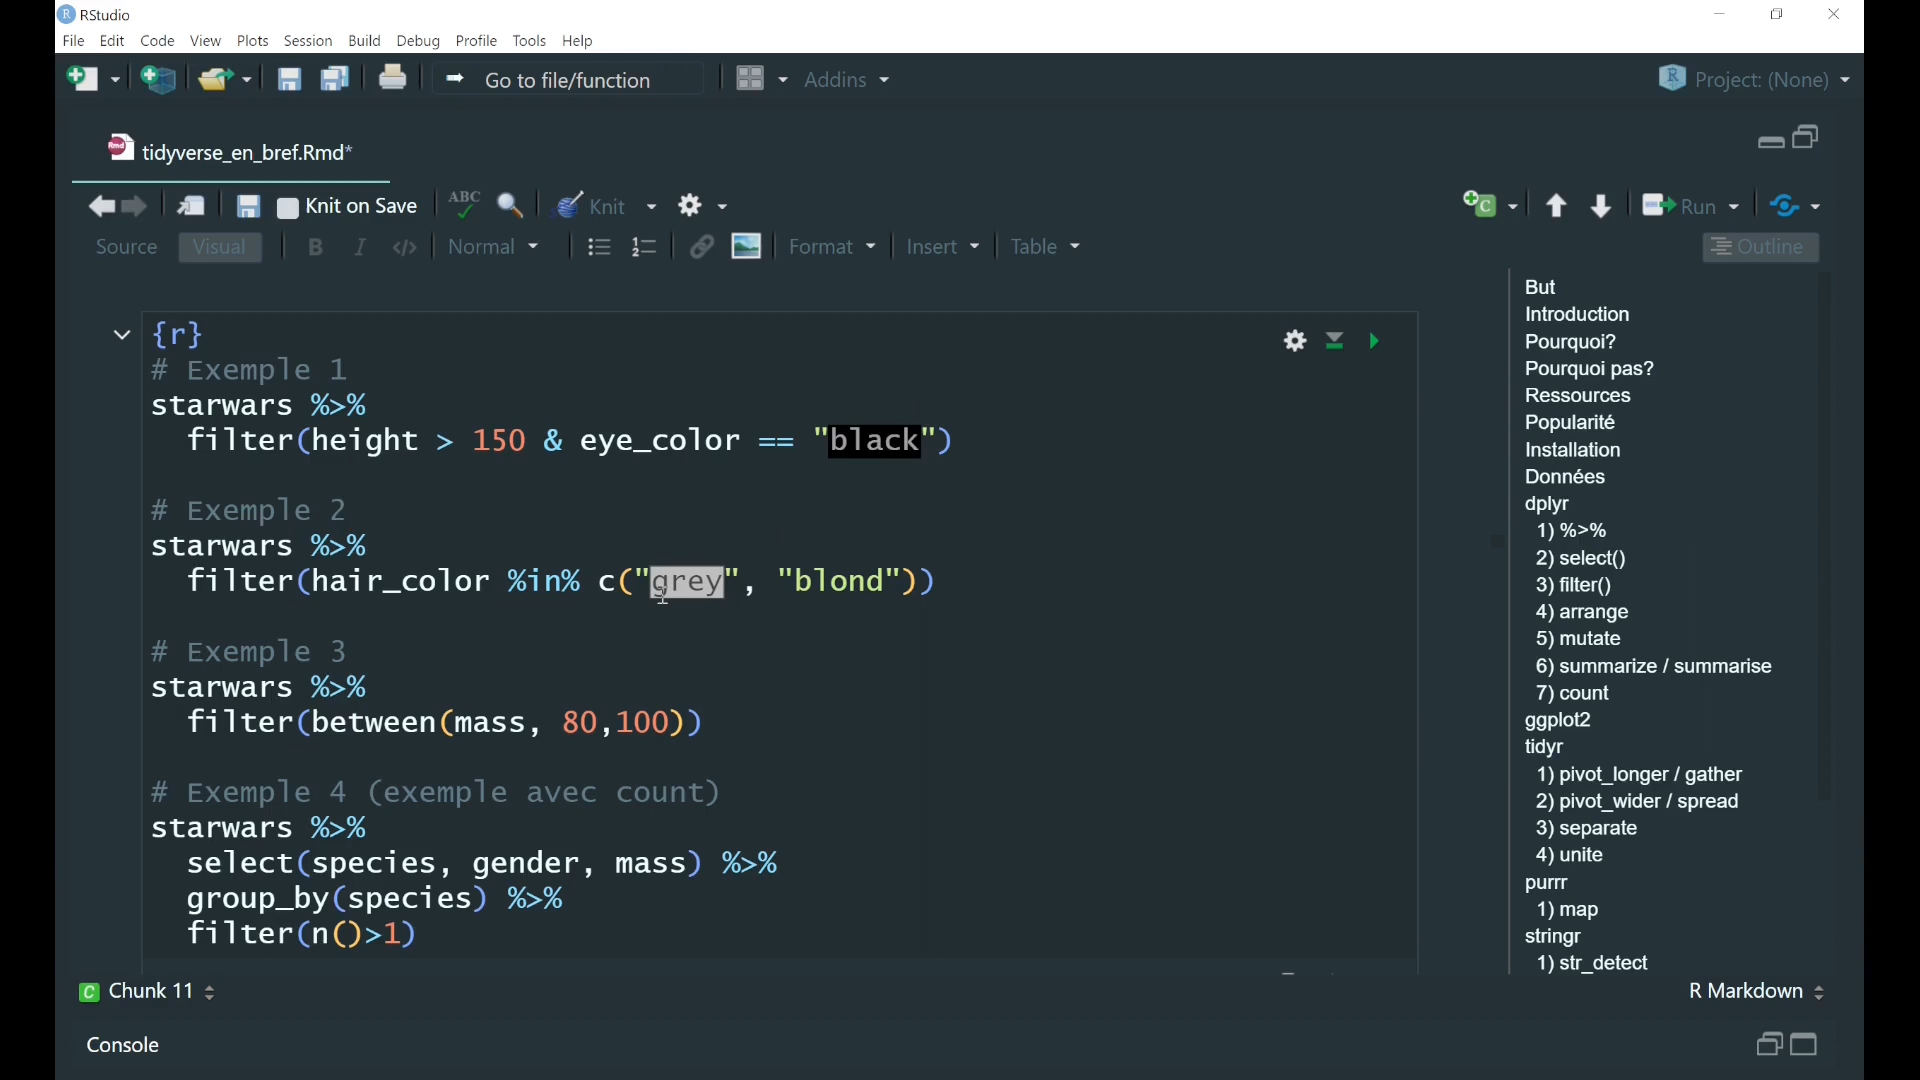 RStudio
File Edit Code View Plots Session Build Debug Profile Tools Help
Go to file/function Addins Project: (None)
tidyverse_en_bref.Rmd*
Knit on Save ABC Knit Run
Source Visual B I </> Normal Format Insert Table Outline
{r}
# Exemple 1
starwars %>%
  filter(height > 150 & eye_color == "black")
# Exemple 2
starwars %>%
  filter(hair_color %in% c("grey", "blond"))
# Exemple 3
starwars %>%
  filter(between(mass, 80,100))
# Exemple 4 (exemple avec count)
starwars %>%
  select(species, gender, mass) %>%
  group_by(species) %>%
  filter(n()>1)
But
Introduction
Pourquoi?
Pourquoi pas?
Ressources
Popularité
Installation
Données
dplyr
1) %>%
2) select()
3) filter()
4) arrange
5) mutate
6) summarize / summarise
7) count
ggplot2
tidyr
1) pivot_longer / gather
2) pivot_wider / spread
3) separate
4) unite
purrr
1) map
stringr
1) str_detect
C Chunk 11 R Markdown
Console